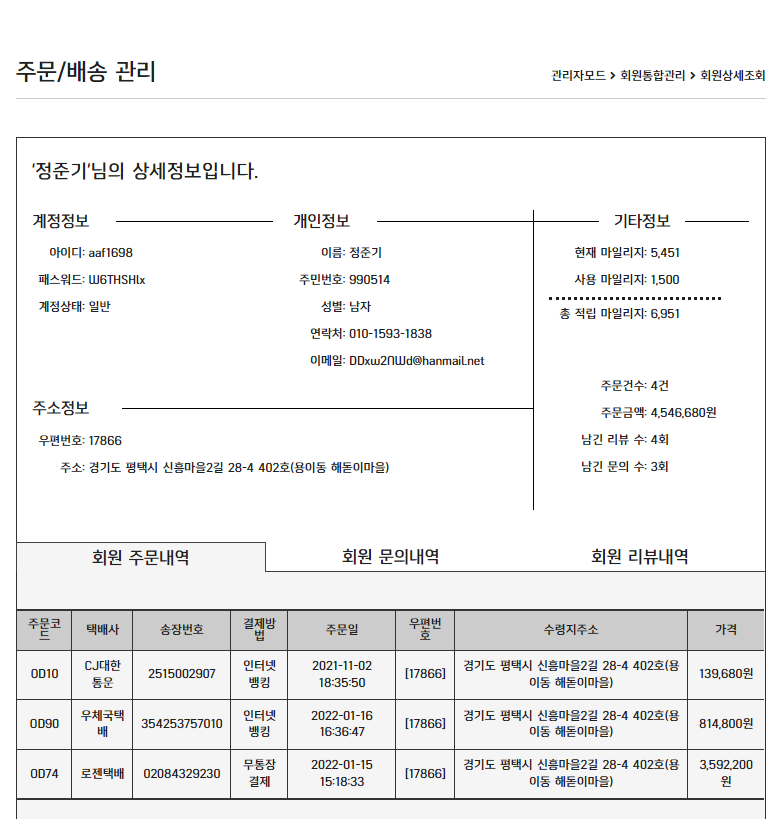 주문/배송 관리
관리자모드 > 회원통합관리 > 회원상세조회
'정준기'님의 상세정보입니다.
계정정보
아이디: aaf1698
패스워드: W6THSHlx
계정상태: 일반
개인정보
이름: 정준기
주민번호: 990514
성별: 남자
연락처: 010-1593-1838
이메일: DDxw2NWd@hanmail.net
기타정보
현재 마일리지: 5,451
사용 마일리지: 1,500
총 적립 마일리지: 6,951
주문건수: 4건
주문금액: 4,546,680원
남긴 리뷰 수: 4회
남긴 문의 수: 3회
주소정보
우편번호: 17866
주소: 경기도 평택시 신흥마을2길 28-4 402호(용이동 해돋이마을)
회원 주문내역 회원 문의내역 회원 리뷰내역
주문코드 택배사 송장번호 결제방법 주문일 우편번호 수령지주소 가격
OD10 CJ대한통운 2515002907 인터넷뱅킹 2021-11-02 18:35:50 [17866] 경기도 평택시 신흥마을2길 28-4 402호(용이동 해돋이마을) 139,680원
OD90 우체국택배 354253757010 인터넷뱅킹 2022-01-16 16:36:47 [17866] 경기도 평택시 신흥마을2길 28-4 402호(용이동 해돋이마을) 814,800원
OD74 로젠택배 02084329230 무통장결제 2022-01-15 15:18:33 [17866] 경기도 평택시 신흥마을2길 28-4 402호(용이동 해돋이마을) 3,592,200원